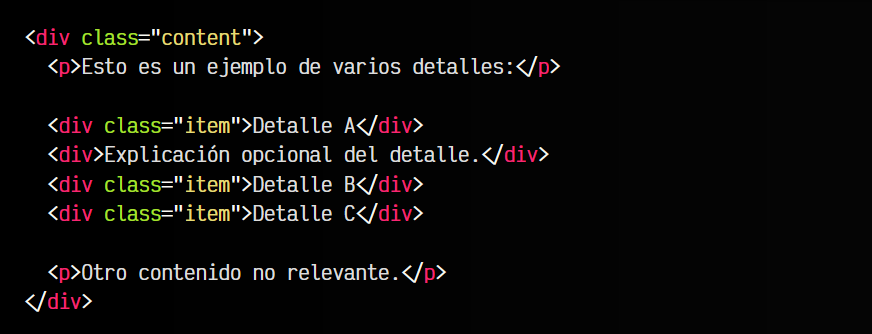 <div class="content">
  <p>Esto es un ejemplo de varios detalles:</p>

  <div class="item">Detalle A</div>
  <div>Explicación opcional del detalle.</div>
  <div class="item">Detalle B</div>
  <div class="item">Detalle C</div>

  <p>Otro contenido no relevante.</p>
</div>